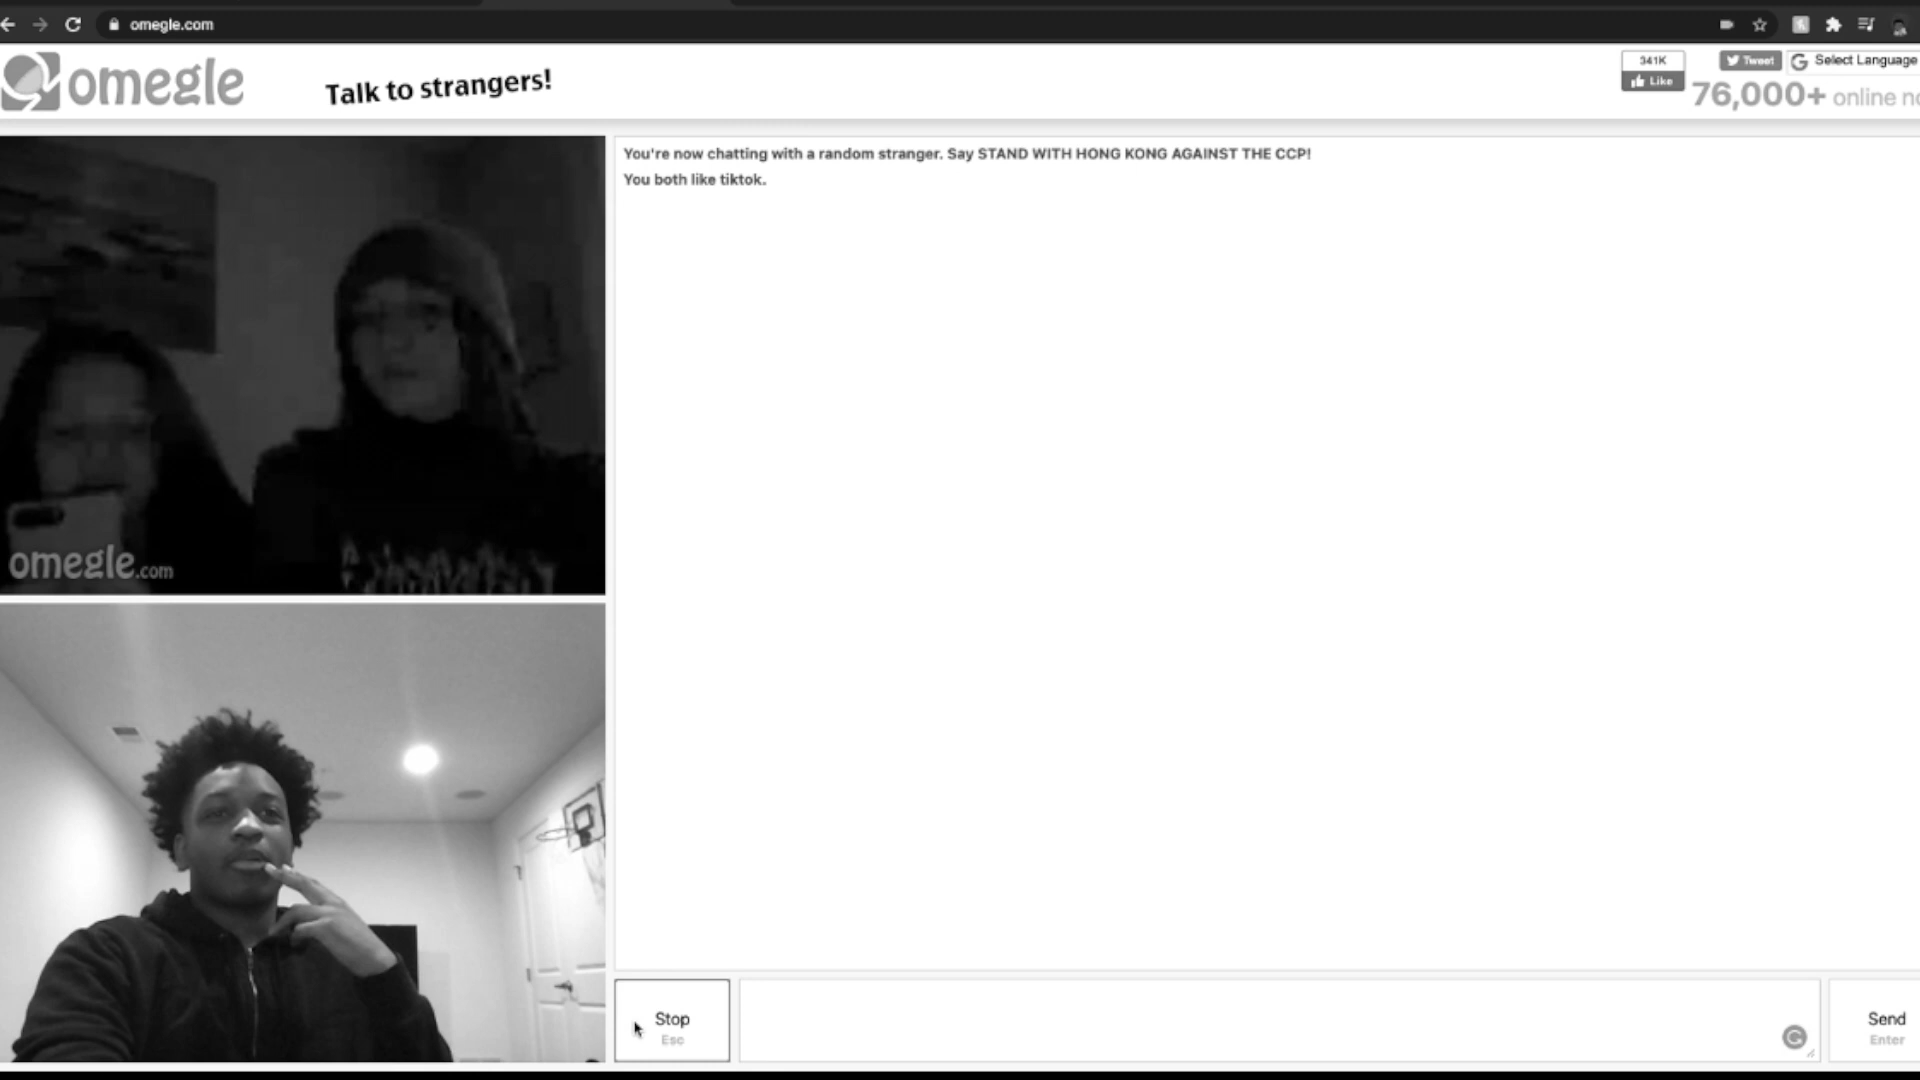 omegle.com
omegle
Talk to strangers!
341K
Like
Tweet
Select Language
76,000+ online no
You're now chatting with a random stranger. Say STAND WITH HONG KONG AGAINST THE CCP!
You both like tiktok.
omegle.com
Stop
Esc
Send
Enter